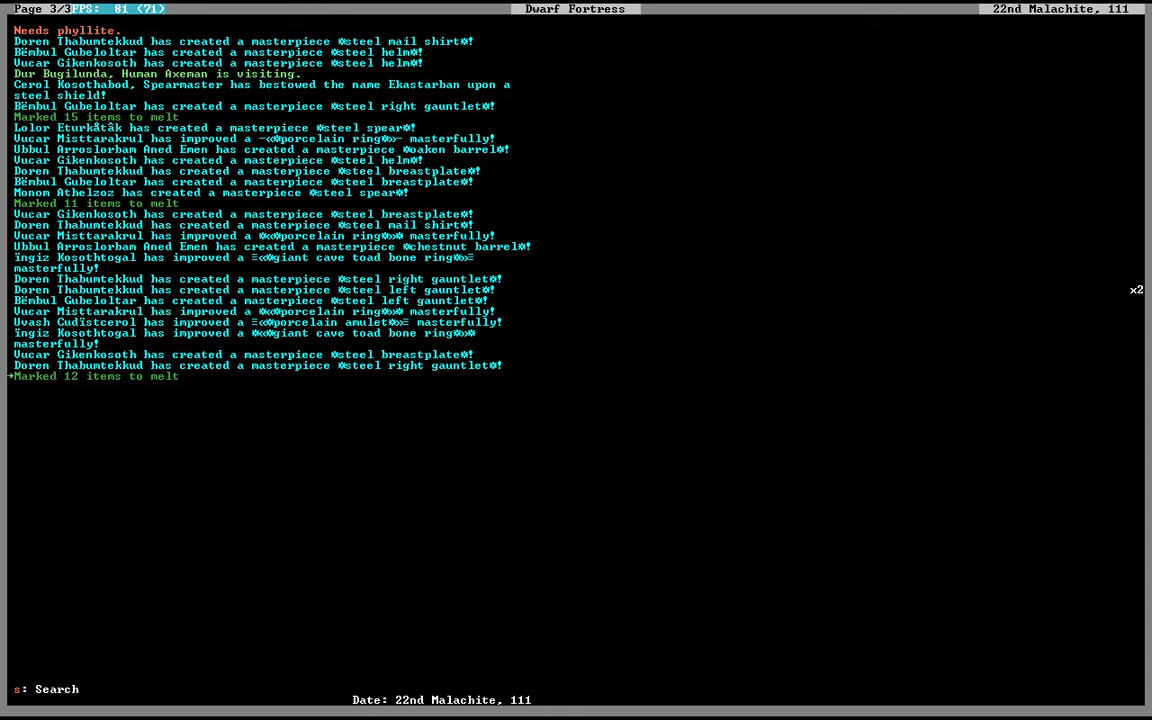 Page 3/3 FPS: 81 (71) Dwarf Fortress 22nd Malachite, 111
Needs phyllite.
Doren Thabumtekkud has created a masterpiece ☼steel mail shirt☼!
Bëmbul Gubeloltar has created a masterpiece ☼steel helm☼!
Vucar Gikenkosoth has created a masterpiece ☼steel helm☼!
Dur Bugilunda, Human Axeman is visiting.
Cerol Kosothabod, Spearmaster has bestowed the name Ekastarban upon a
steel shield!
Bëmbul Gubeloltar has created a masterpiece ☼steel right gauntlet☼!
Marked 15 items to melt
Lolor Eturkåtâk has created a masterpiece ☼steel spear☼!
Vucar Misttarakrul has improved a -«☼porcelain ring☼»- masterfully!
Ubbul Arroslorbam Aned Emen has created a masterpiece ☼oaken barrel☼!
Vucar Gikenkosoth has created a masterpiece ☼steel helm☼!
Doren Thabumtekkud has created a masterpiece ☼steel breastplate☼!
Bëmbul Gubeloltar has created a masterpiece ☼steel breastplate☼!
Monom Athelzoz has created a masterpiece ☼steel spear☼!
Marked 11 items to melt
Vucar Gikenkosoth has created a masterpiece ☼steel breastplate☼!
Doren Thabumtekkud has created a masterpiece ☼steel mail shirt☼!
Vucar Misttarakrul has improved a ☼«☼porcelain ring☼»☼ masterfully!
Ubbul Arroslorbam Aned Emen has created a masterpiece ☼chestnut barrel☼!
ïngiz Kosothtogal has improved a ≡«☼giant cave toad bone ring☼»≡
masterfully!
Doren Thabumtekkud has created a masterpiece ☼steel right gauntlet☼!
Doren Thabumtekkud has created a masterpiece ☼steel left gauntlet☼!
x2
Bëmbul Gubeloltar has created a masterpiece ☼steel left gauntlet☼!
Vucar Misttarakrul has improved a ☼«☼porcelain ring☼»☼ masterfully!
Uvash Cudïstcerol has improved a ≡«☼porcelain amulet☼»≡ masterfully!
ïngiz Kosothtogal has improved a ☼«☼giant cave toad bone ring☼»☼
masterfully!
Vucar Gikenkosoth has created a masterpiece ☼steel breastplate☼!
Doren Thabumtekkud has created a masterpiece ☼steel right gauntlet☼!
→Marked 12 items to melt
s: Search
Date: 22nd Malachite, 111